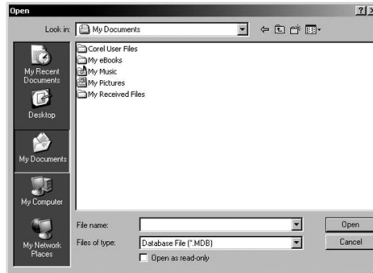 Open
Look in: My Documents
Corel User Files
My eBooks
My Music
My Pictures
My Received Files
My Recent
Documents
Desktop
My Documents
My Computer
My Network
Places
File name:
Open
Files of type: Database File (*.MDB)
Cancel
Open as read-only